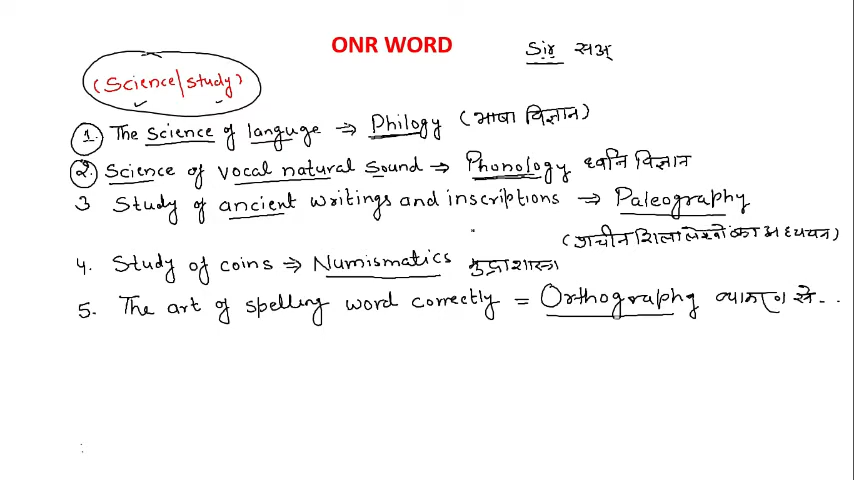 ONR WORD
Sir सअ्
(Science/study)
1. The science of languge ⇒ Philogy (भाषा विज्ञान)
2. Science of vocal natural Sound → Phonology ध्वनि विज्ञान
3 Study of ancient writings and inscriptions → Paleography
(प्राचीन शिलालेखों का अध्ययन)
4. Study of coins ⇒ Numismatics मुद्राशास्त्र
5. The art of spelling word correctly = Orthography से...